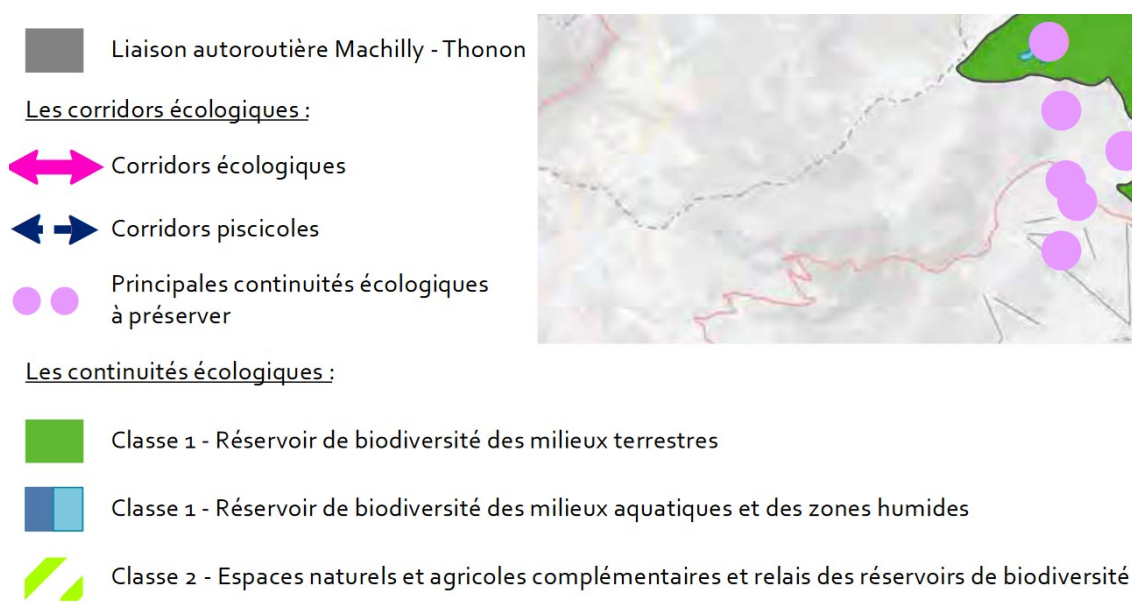 Liaison autoroutière Machilly - Thonon
Les corridors écologiques :
Corridors écologiques
Corridors piscicoles
Principales continuités écologiques
à préserver
Les continuités écologiques :
Classe 1 - Réservoir de biodiversité des milieux terrestres
Classe 1 - Réservoir de biodiversité des milieux aquatiques et des zones humides
Classe 2 - Espaces naturels et agricoles complémentaires et relais des réservoirs de biodiversité